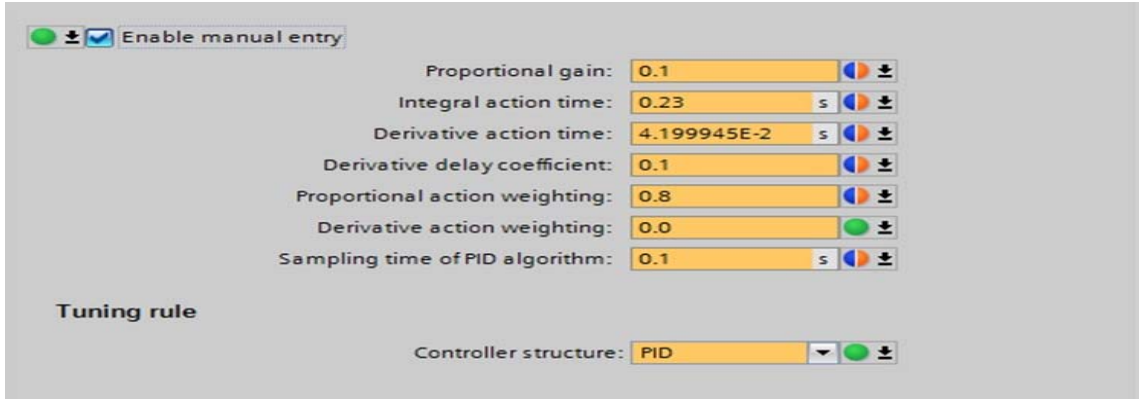 Enable manual entry
Proportional gain: 0.1
Integral action time: 0.23 s
Derivative action time: 4.199945E-2 s
Derivative delay coefficient: 0.1
Proportional action weighting: 0.8
Derivative action weighting: 0.0
Sampling time of PID algorithm: 0.1 s
Tuning rule
Controller structure: PID